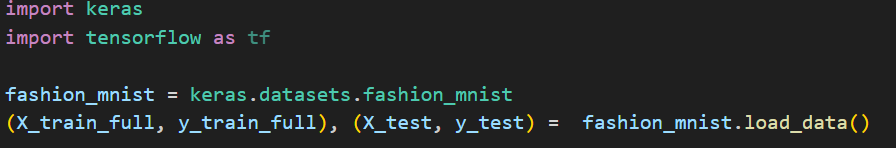 import keras
import tensorflow as tf
fashion_mnist = keras.datasets.fashion_mnist
(X_train_full, y_train_full), (X_test, y_test) =  fashion_mnist.load_data()